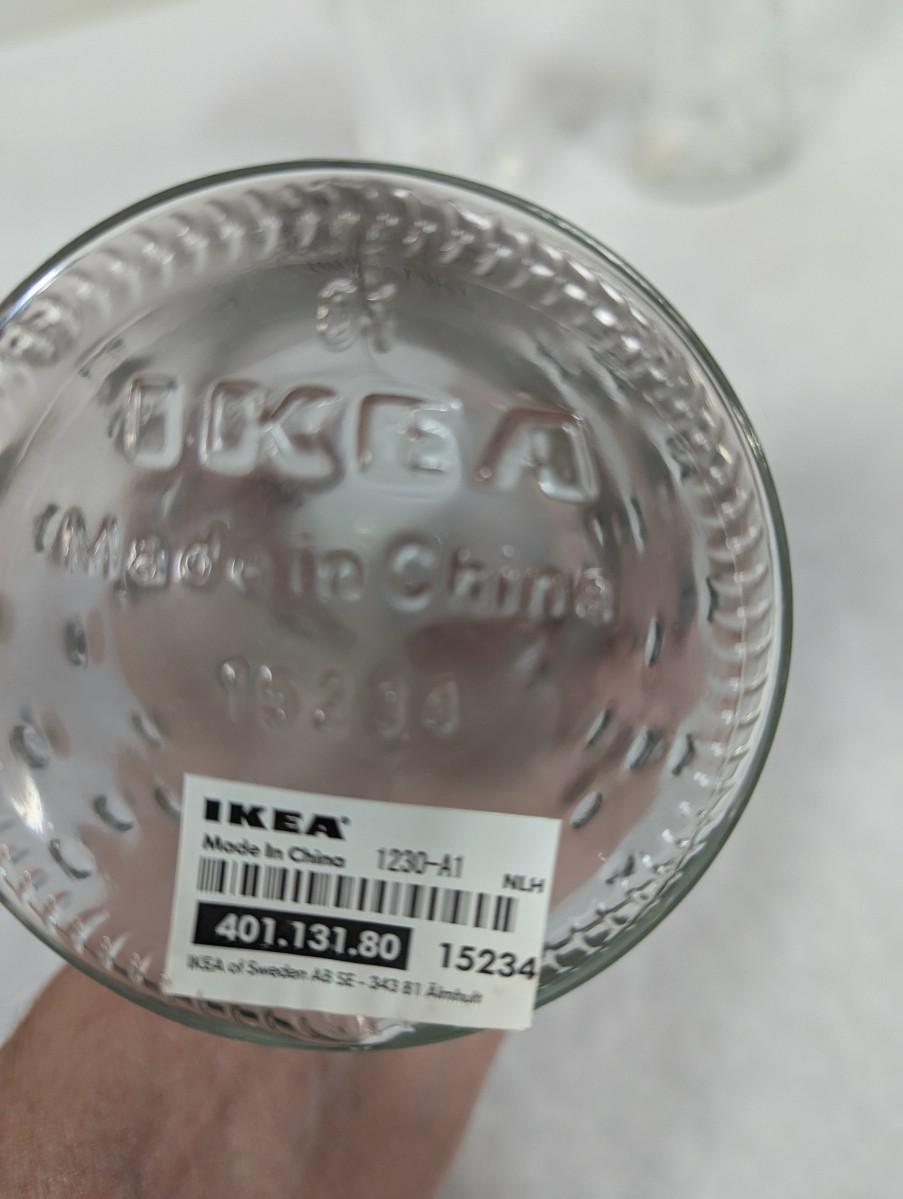 IKEA
Made in China
15234
IKEA®
Made in China 1230-A1
NLH
401.131.80 15234
IKEA of Sweden AB SE - 343 81 Älmhult